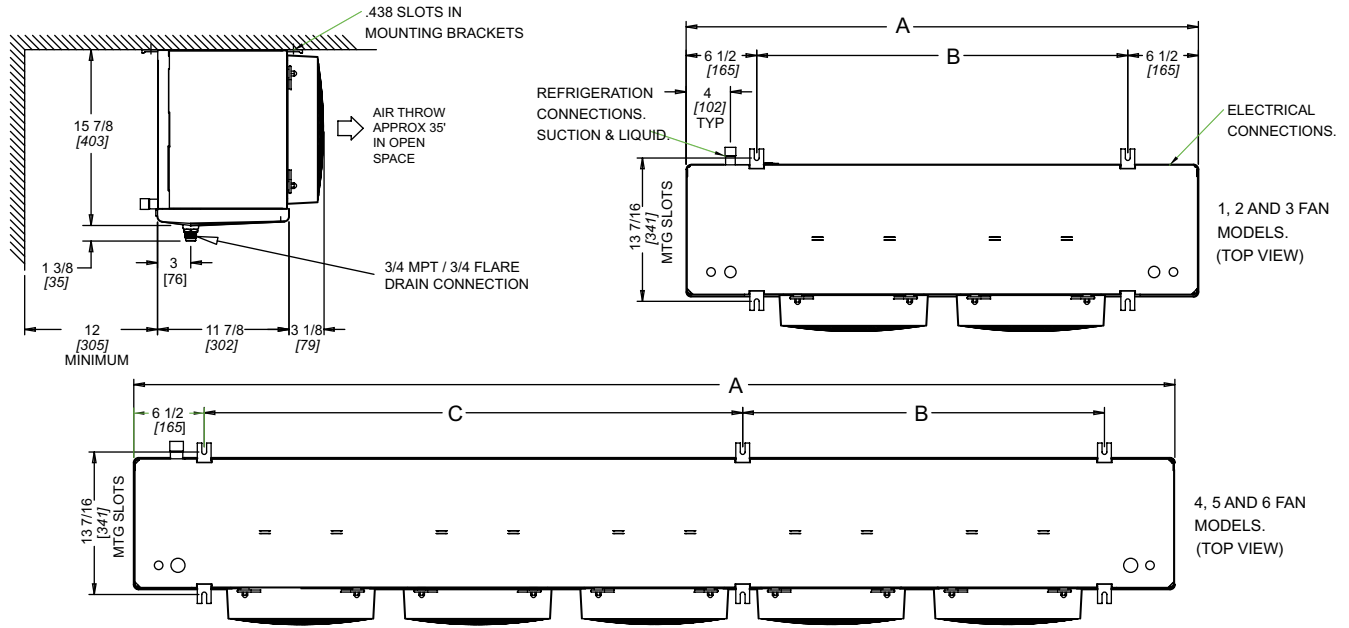 .438 SLOTS IN
MOUNTING BRACKETS
15 7/8
[403]
AIR THROW
APPROX 35'
IN OPEN
SPACE
1 3/8
[35]
3
[76]
3/4 MPT / 3/4 FLARE
DRAIN CONNECTION
12
[305]
MINIMUM
11 7/8
[302]
3 1/8
[79]
A
6 1/2
[165]
B
6 1/2
[165]
4
[102]
TYP
REFRIGERATION
CONNECTIONS.
SUCTION & LIQUID.
ELECTRICAL
CONNECTIONS.
13 7/16
[341]
MTG SLOTS
1, 2 AND 3 FAN
MODELS.
(TOP VIEW)
A
6 1/2
[165]
C
B
13 7/16
[341]
MTG SLOTS
4, 5 AND 6 FAN
MODELS.
(TOP VIEW)